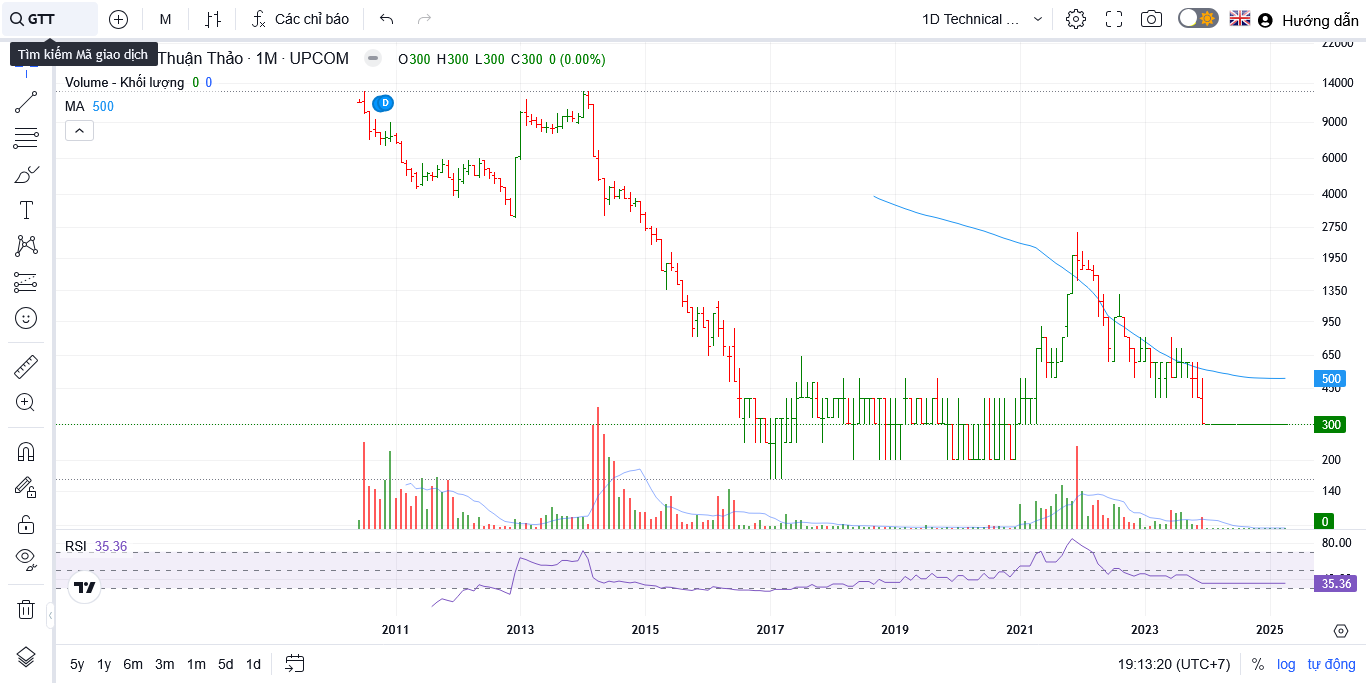 GTT
M
Các chỉ báo
1D Technical ...
Hướng dẫn
Tìm kiếm Mã giao dịch
Thuận Thảo · 1M · UPCOM
O300 H300 L300 C300 0 (0.00%)
Volume - Khối lượng 0 0
MA 500
D
22000
14000
9000
6000
4000
2750
1950
1350
950
650
500
450
300
200
140
0
RSI 35.36
80.00
35.36
2011 2013 2015 2017 2019 2021 2023 2025
5y 1y 6m 3m 1m 5d 1d
19:13:20 (UTC+7) % log tự động